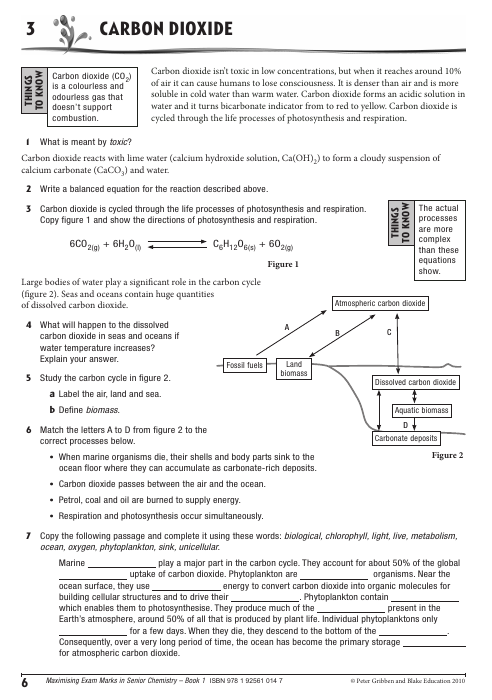 3 CARBON DIOXIDE
THINGS TO KNOW
Carbon dioxide (CO2)
is a colourless and
odourless gas that
doesn't support
combustion.
Carbon dioxide isn't toxic in low concentrations, but when it reaches around 10%
of air it can cause humans to lose consciousness. It is denser than air and is more
soluble in cold water than warm water. Carbon dioxide forms an acidic solution in
water and it turns bicarbonate indicator from to red to yellow. Carbon dioxide is
cycled through the life processes of photosynthesis and respiration.
1 What is meant by toxic?
Carbon dioxide reacts with lime water (calcium hydroxide solution, Ca(OH)2) to form a cloudy suspension of
calcium carbonate (CaCO3) and water.
2 Write a balanced equation for the reaction described above.
3 Carbon dioxide is cycled through the life processes of photosynthesis and respiration.
Copy figure 1 and show the directions of photosynthesis and respiration.
6CO2(g) + 6H2O(l) C6H12O6(s) + 6O2(g)
Figure 1
THINGS TO KNOW
The actual
processes
are more
complex
than these
equations
show.
Large bodies of water play a significant role in the carbon cycle
(figure 2). Seas and oceans contain huge quantities
of dissolved carbon dioxide.
4 What will happen to the dissolved
carbon dioxide in seas and oceans if
water temperature increases?
Explain your answer.
5 Study the carbon cycle in figure 2.
a Label the air, land and sea.
b Define biomass.
6 Match the letters A to D from figure 2 to the
correct processes below.
Atmospheric carbon dioxide
A
B
C
Fossil fuels
Land
biomass
Dissolved carbon dioxide
Aquatic biomass
D
Carbonate deposits
Figure 2
• When marine organisms die, their shells and body parts sink to the
ocean floor where they can accumulate as carbonate-rich deposits.
• Carbon dioxide passes between the air and the ocean.
• Petrol, coal and oil are burned to supply energy.
• Respiration and photosynthesis occur simultaneously.
7 Copy the following passage and complete it using these words: biological, chlorophyll, light, live, metabolism,
ocean, oxygen, phytoplankton, sink, unicellular.
Marine ____________ play a major part in the carbon cycle. They account for about 50% of the global
____________ uptake of carbon dioxide. Phytoplankton are ____________ organisms. Near the
ocean surface, they use ____________ energy to convert carbon dioxide into organic molecules for
building cellular structures and to drive their ____________. Phytoplankton contain ____________
which enables them to photosynthesise. They produce much of the ____________ present in the
Earth's atmosphere, around 50% of all that is produced by plant life. Individual phytoplanktons only
____________ for a few days. When they die, they descend to the bottom of the ____________.
Consequently, over a very long period of time, the ocean has become the primary storage ____________
for atmospheric carbon dioxide.
6 Maximising Exam Marks in Senior Chemistry – Book 1 ISBN 978 1 92561 014 7 © Peter Gribben and Blake Education 2010